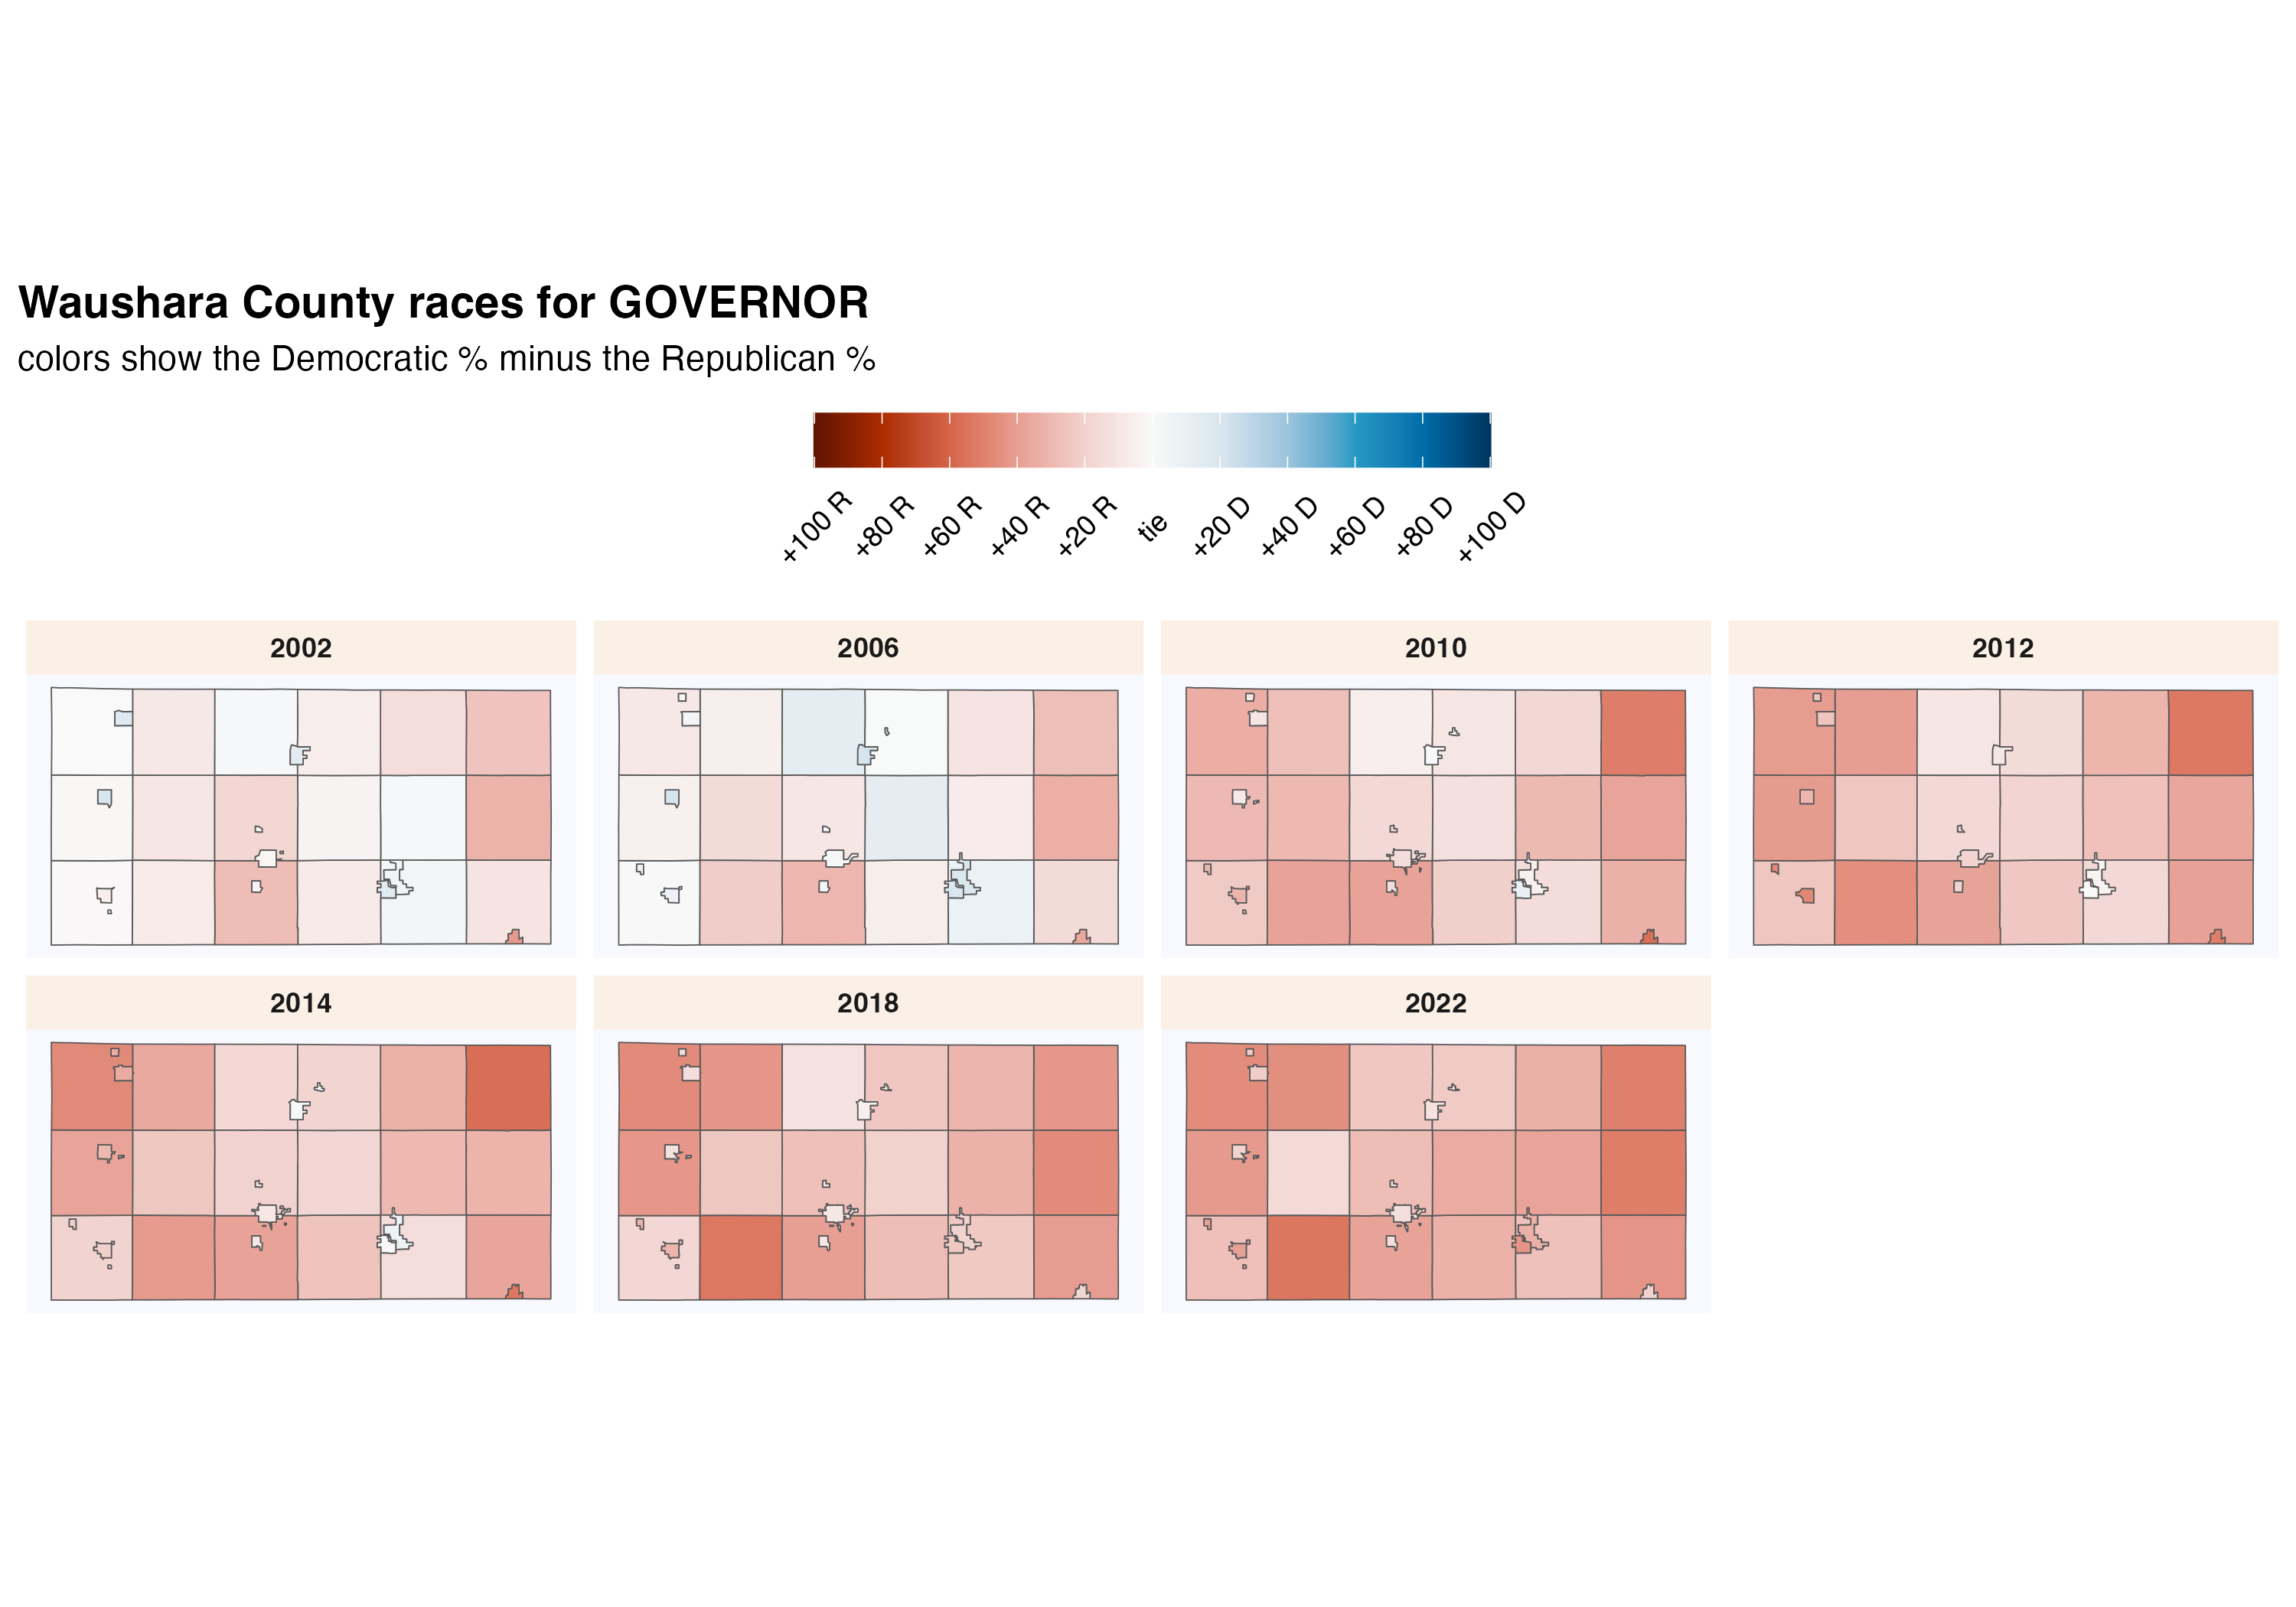 Waushara County races for GOVERNOR
colors show the Democratic % minus the Republican %
+100 R +80 R +60 R +40 R +20 R tie +20 D +40 D +60 D +80 D +100 D
2002 2006 2010 2012
2014 2018 2022